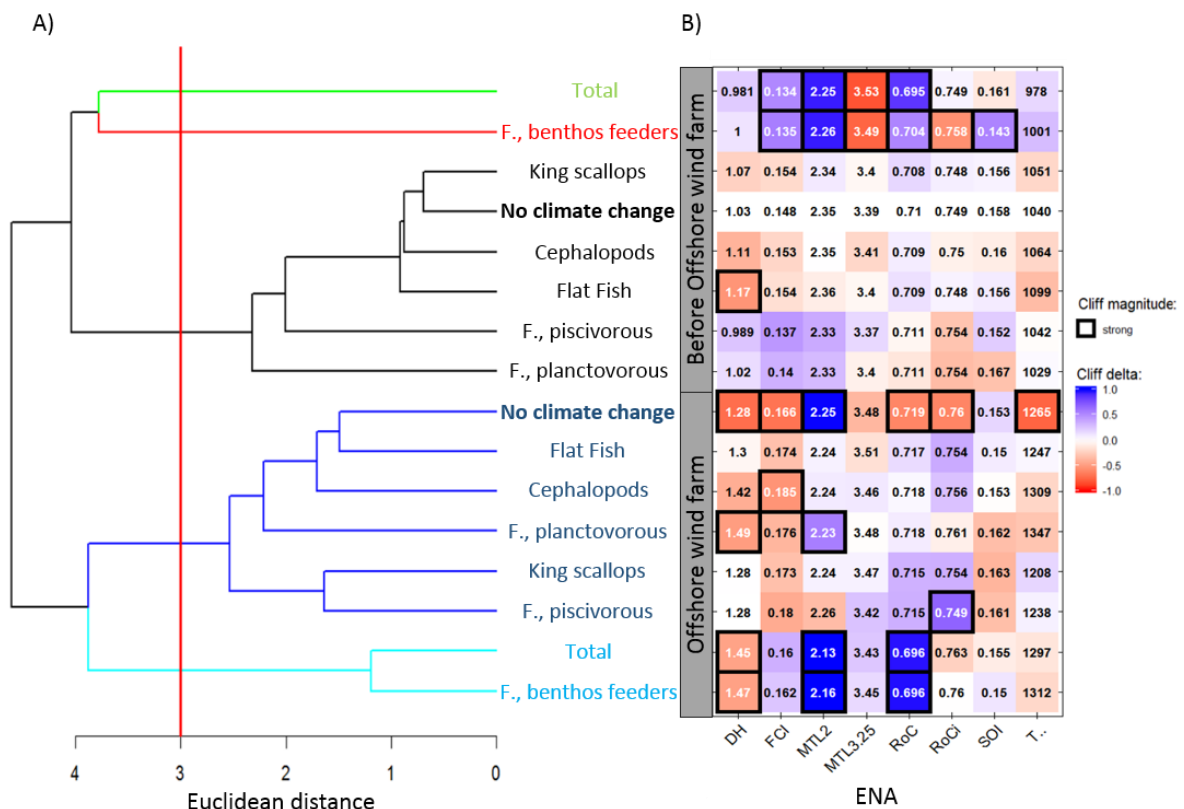 A)
Total
F., benthos feeders
King scallops
No climate change
Cephalopods
Flat Fish
F., piscivorous
F., planctovorous
No climate change
Flat Fish
Cephalopods
F., planctovorous
King scallops
F., piscivorous
Total
F., benthos feeders
4 3 2 1 0
Euclidean distance
B)
Before Offshore wind farm
Offshore wind farm
0.981 0.134 2.25 3.53 0.695 0.749 0.161 978
1 0.135 2.26 3.49 0.704 0.758 0.143 1001
1.07 0.154 2.34 3.4 0.708 0.748 0.156 1051
1.03 0.148 2.35 3.39 0.71 0.749 0.158 1040
1.11 0.153 2.35 3.41 0.709 0.75 0.16 1064
1.17 0.154 2.36 3.4 0.709 0.748 0.156 1099
0.989 0.137 2.33 3.37 0.711 0.754 0.152 1042
1.02 0.14 2.33 3.4 0.711 0.754 0.167 1029
1.28 0.166 2.25 3.48 0.719 0.76 0.153 1265
1.3 0.174 2.24 3.51 0.717 0.754 0.15 1247
1.42 0.185 2.24 3.46 0.718 0.756 0.153 1309
1.49 0.176 2.23 3.48 0.718 0.761 0.162 1347
1.28 0.173 2.24 3.47 0.715 0.754 0.163 1208
1.28 0.18 2.26 3.42 0.715 0.749 0.161 1238
1.45 0.16 2.13 3.43 0.696 0.763 0.155 1297
1.47 0.162 2.16 3.45 0.696 0.76 0.15 1312
DH FCI MTL2 MTL3.25 RoC RoCi SOI T..
ENA
Cliff magnitude:
strong
Cliff delta:
1.0
0.5
0.0
-0.5
-1.0